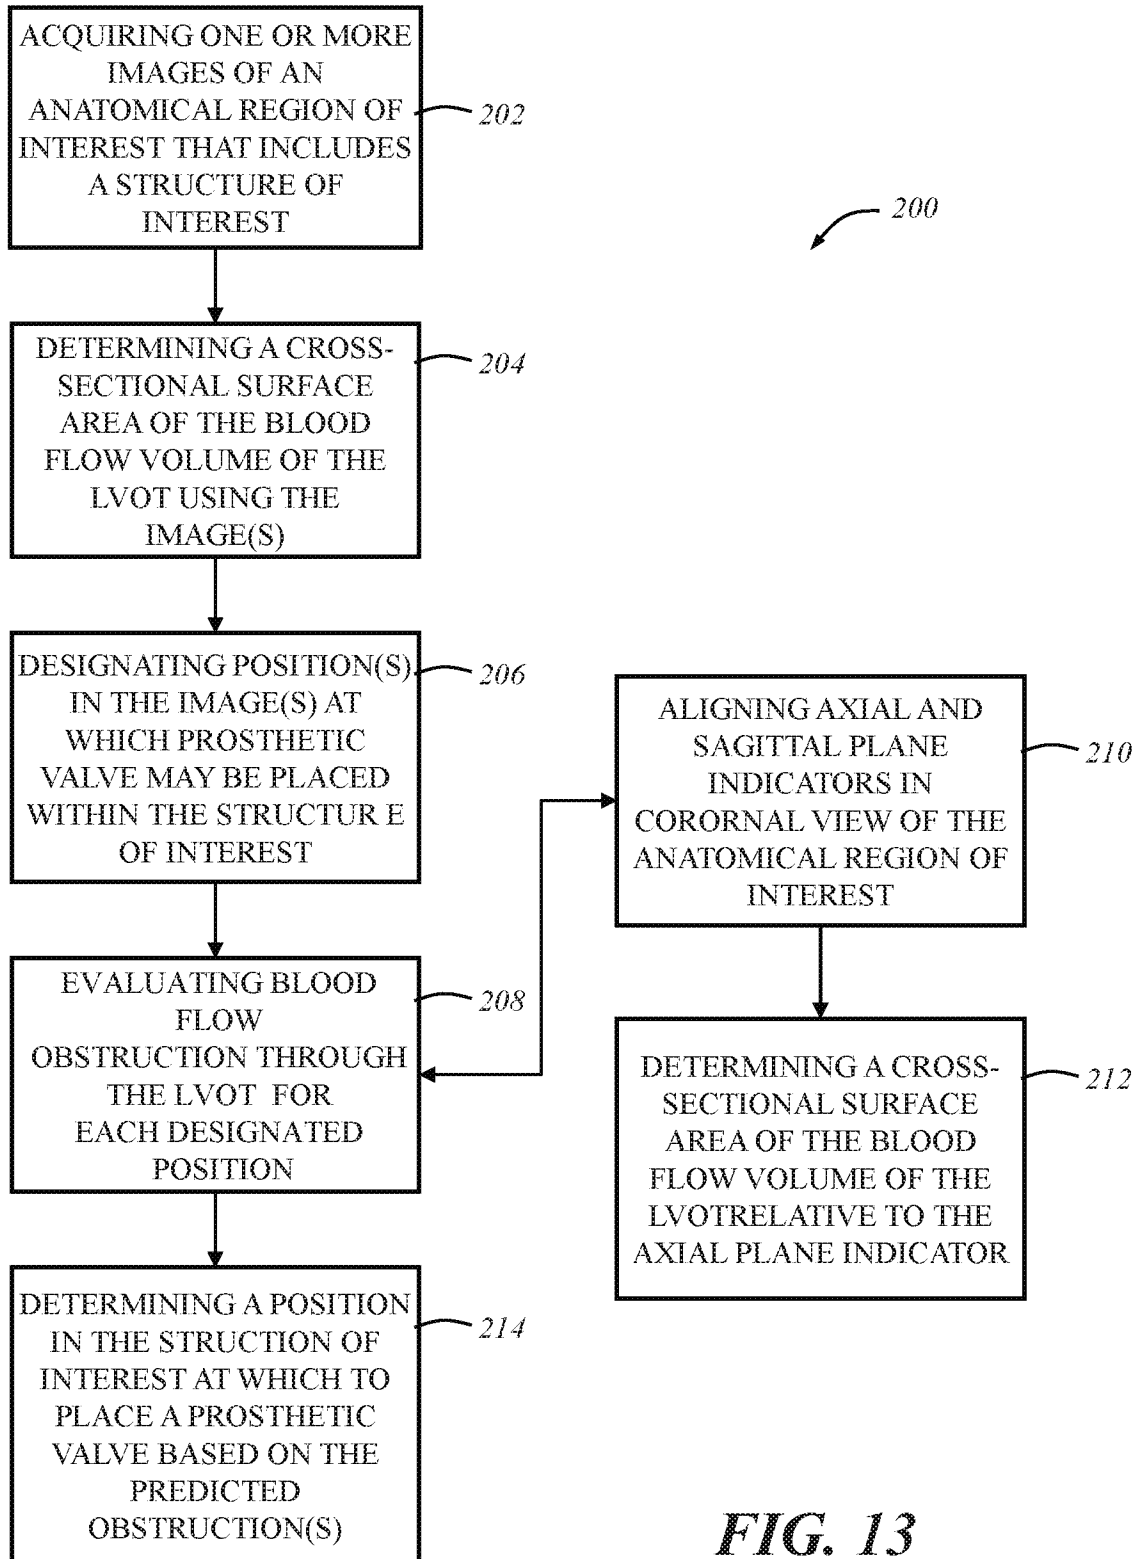 ACQUIRING ONE OR MORE
IMAGES OF AN
ANATOMICAL REGION OF
INTEREST THAT INCLUDES
A STRUCTURE OF
INTEREST
202
200
DETERMINING A CROSS-
SECTIONAL SURFACE
AREA OF THE BLOOD
FLOW VOLUME OF THE
LVOT USING THE
IMAGE(S)
204
DESIGNATING POSITION(S)
IN THE IMAGE(S) AT
WHICH PROSTHETIC
VALVE MAY BE PLACED
WITHIN THE STRUCTUR E
OF INTEREST
206
EVALUATING BLOOD
FLOW
OBSTRUCTION THROUGH
THE LVOT FOR
EACH DESIGNATED
POSITION
208
ALIGNING AXIAL AND
SAGITTAL PLANE
INDICATORS IN
CORORNAL VIEW OF THE
ANATOMICAL REGION OF
INTEREST
210
DETERMINING A CROSS-
SECTIONAL SURFACE
AREA OF THE BLOOD
FLOW VOLUME OF THE
LVOTRELATIVE TO THE
AXIAL PLANE INDICATOR
212
DETERMINING A POSITION
IN THE STRUCTION OF
INTEREST AT WHICH TO
PLACE A PROSTHETIC
VALVE BASED ON THE
PREDICTED
OBSTRUCTION(S)
214
FIG. 13